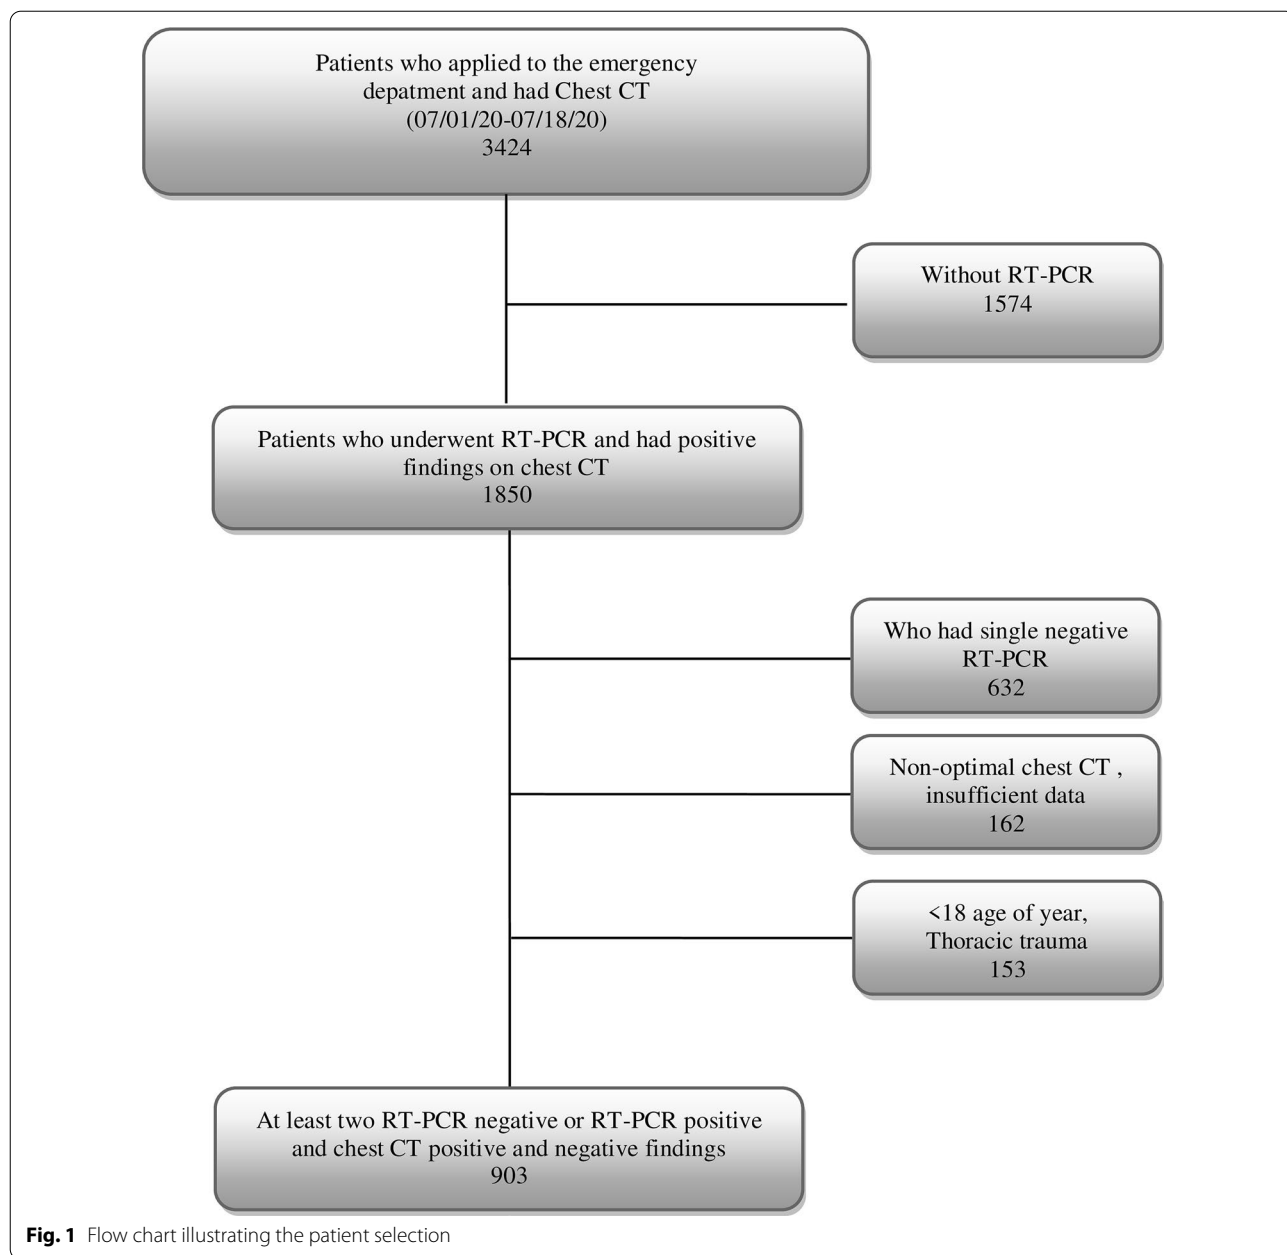 Patients who applied to the emergency
depatment and had Chest CT
(07/01/20-07/18/20)
3424
Without RT-PCR
1574
Patients who underwent RT-PCR and had positive
findings on chest CT
1850
Who had single negative
RT-PCR
632
Non-optimal chest CT ,
insufficient data
162
<18 age of year,
Thoracic trauma
153
At least two RT-PCR negative or RT-PCR positive
and chest CT positive and negative findings
903
Fig. 1 Flow chart illustrating the patient selection